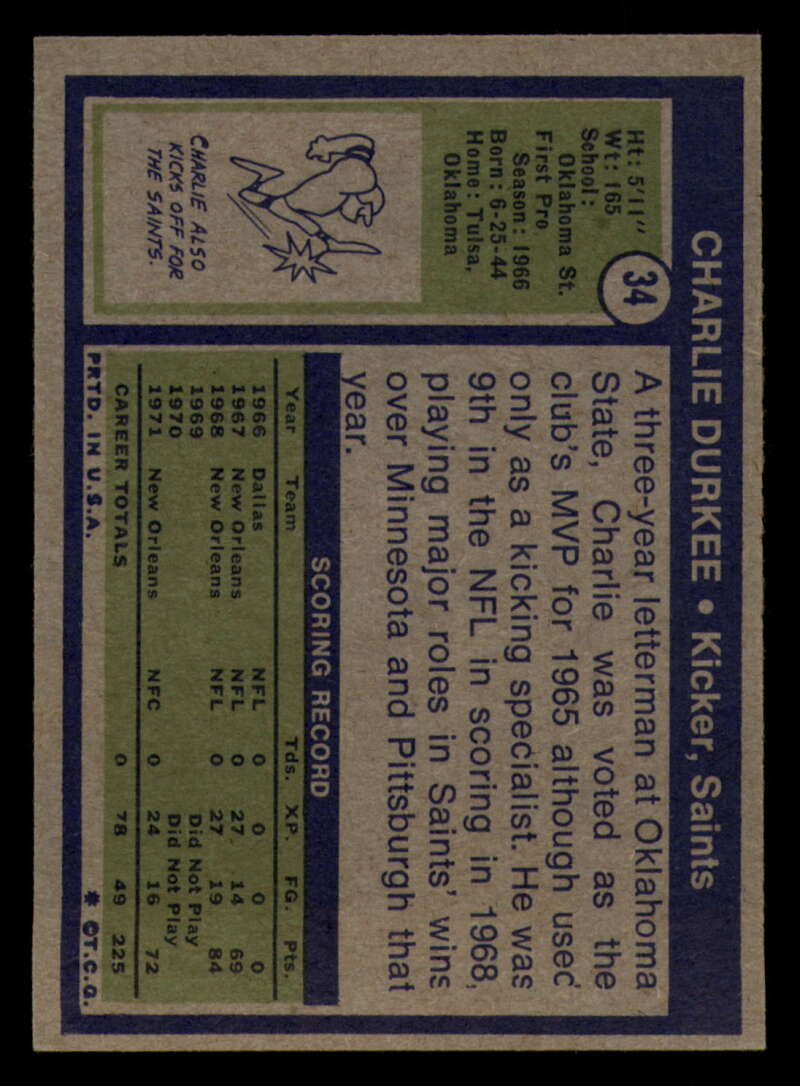 CHARLIE DURKEE • Kicker, Saints
34
Ht: 5'11"
Wt: 165
School:
Oklahoma St.
First Pro
Season: 1966
Born: 6-25-44
Home: Tulsa,
Oklahoma
CHARLIE ALSO
KICKS OFF FOR
THE SAINTS.
A three-year letterman at Oklahoma
State, Charlie was voted as the
club's MVP for 1965 although used
only as a kicking specialist. He was
9th in the NFL in scoring in 1968,
playing major roles in Saints' wins
over Minnesota and Pittsburgh that
year.
SCORING RECORD
Year Team Tds. XP. FG. Pts.
1966 Dallas NFL 0 0 0 0
1967 New Orleans NFL 0 27 14 69
1968 New Orleans NFL 0 27 19 84
1969 Did Not Play
1970 Did Not Play
1971 New Orleans NFC 0 24 16 72
CAREER TOTALS 0 78 49 225
PRTD. IN U.S.A. * ©T.C.G.